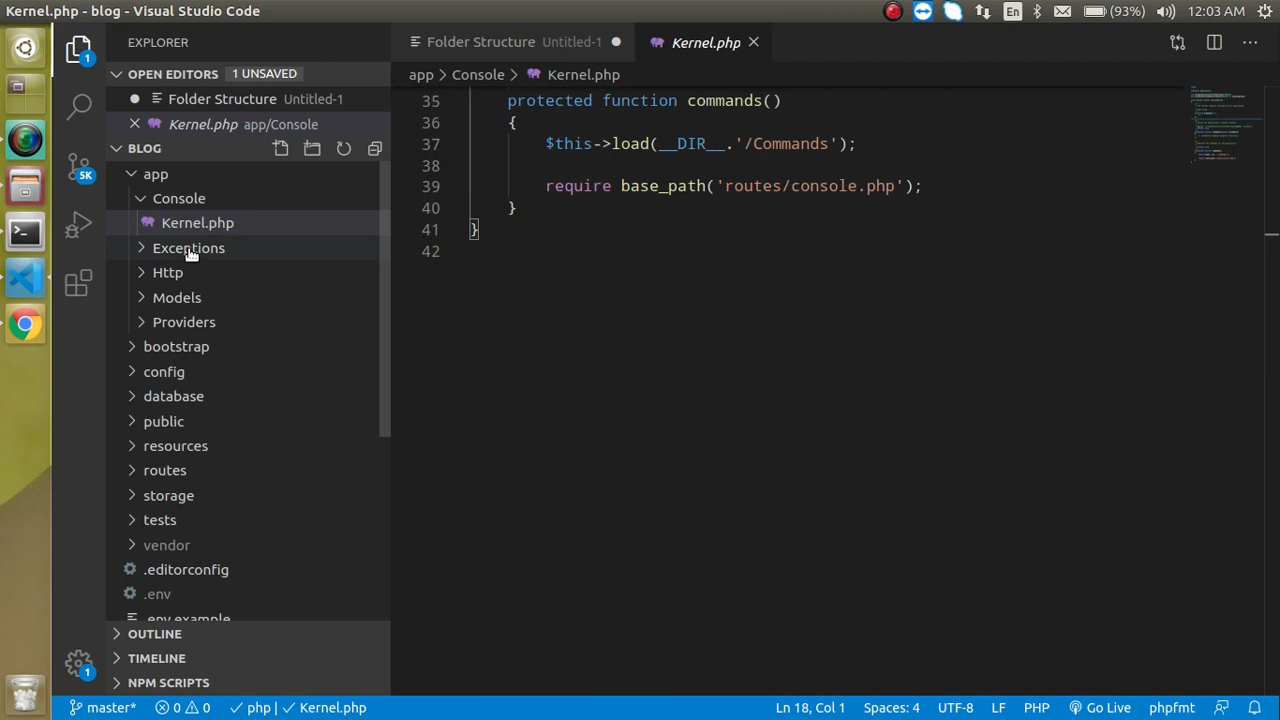 Kernel.php - blog - Visual Studio Code
En
(93%)
12:03 AM
EXPLORER
OPEN EDITORS
1 UNSAVED
Folder Structure Untitled-1
Kernel.php app/Console
BLOG
app
Console
Kernel.php
Exceptions
Http
Models
Providers
bootstrap
config
database
public
resources
routes
storage
tests
vendor
.editorconfig
.env
.env.example
OUTLINE
TIMELINE
NPM SCRIPTS
1
5K
1
Folder Structure Untitled-1
Kernel.php
app > Console > Kernel.php
35 protected function commands()
36 {
37 $this->load(__DIR__.'/Commands');
38
39 require base_path('routes/console.php');
40 }
41 }
42
master*
0
0
php | Kernel.php
Ln 18, Col 1
Spaces: 4
UTF-8
LF
PHP
Go Live
phpfmt